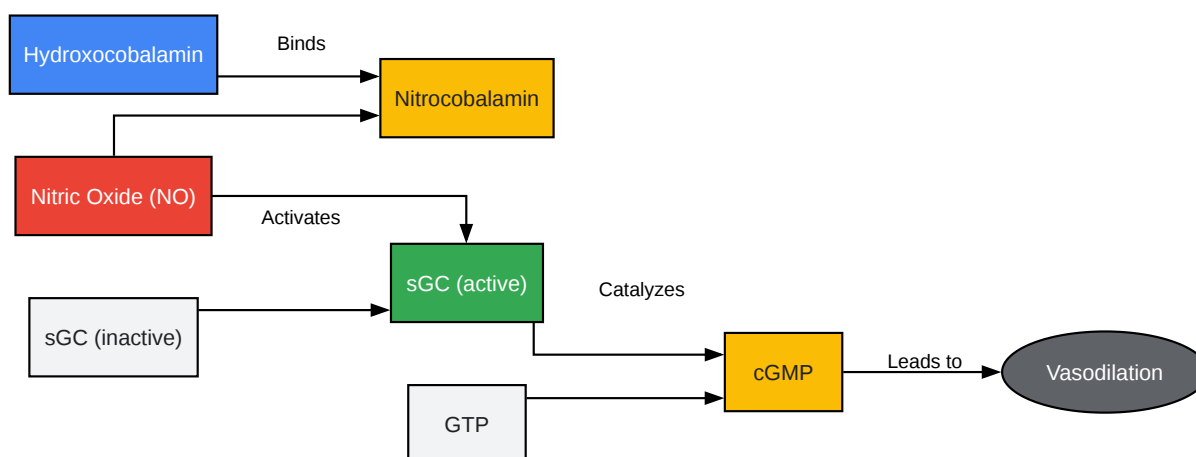 Hydroxocobalamin
Binds
Nitrocobalamin
Nitric Oxide (NO)
Activates
sGC (active)
sGC (inactive)
Catalyzes
cGMP
Leads to
Vasodilation
GTP